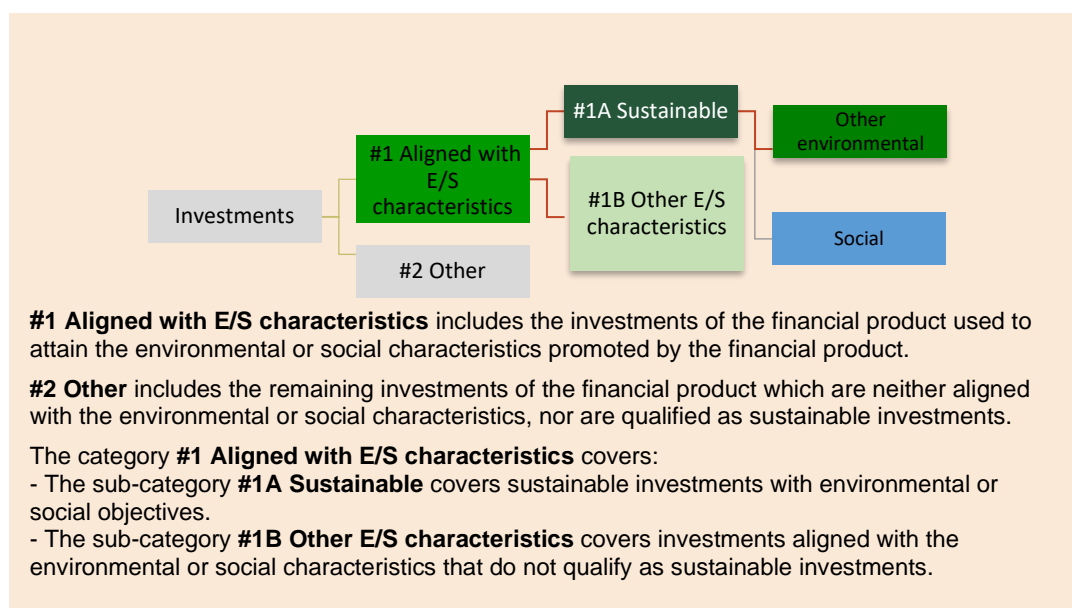 #1A Sustainable
Other
environmental
#1 Aligned with
E/S
characteristics
#1B Other E/S
characteristics
Investments
Social
#2 Other
#1 Aligned with E/S characteristics includes the investments of the financial product used to
attain the environmental or social characteristics promoted by the financial product.
#2 Other includes the remaining investments of the financial product which are neither aligned
with the environmental or social characteristics, nor are qualified as sustainable investments.
The category #1 Aligned with E/S characteristics covers:
- The sub-category #1A Sustainable covers sustainable investments with environmental or
social objectives.
- The sub-category #1B Other E/S characteristics covers investments aligned with the
environmental or social characteristics that do not qualify as sustainable investments.